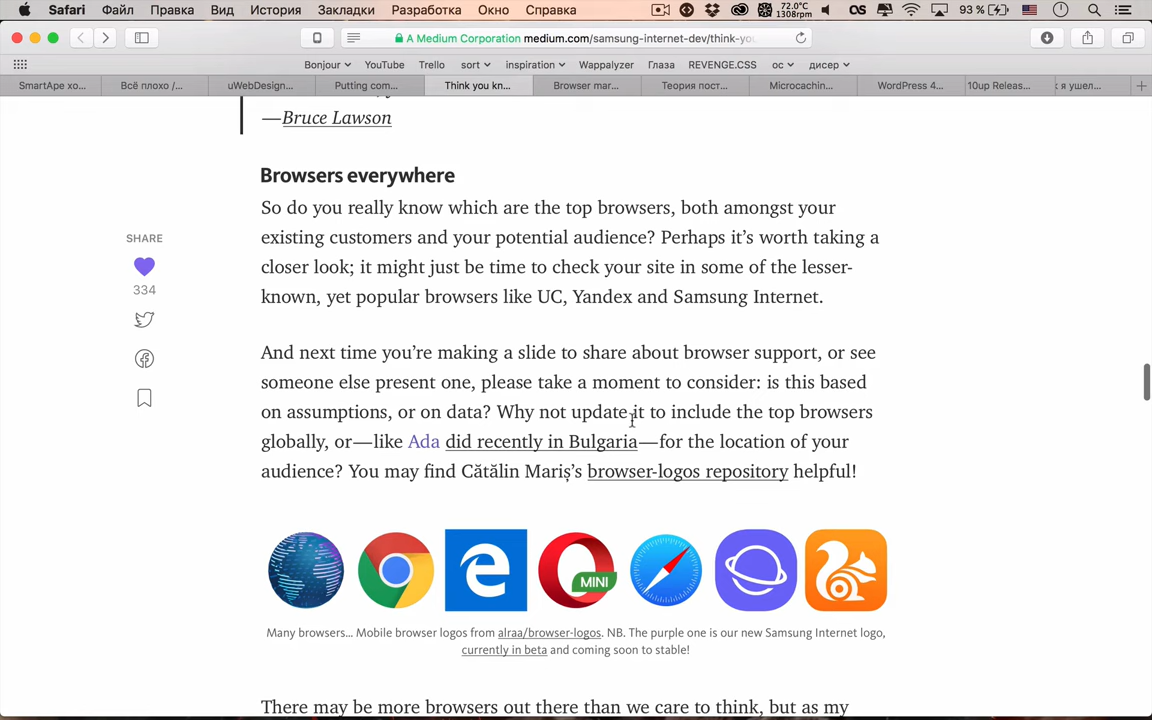 Safari Файл Правка Вид История Закладки Разработка Окно Справка 72.0°C 1308rpm 93 %
A Medium Corporation medium.com/samsung-internet-dev/think-yo
Bonjour YouTube Trello sort inspiration Wappalyzer Глаза REVENGE.CSS ос дисер
SmartApe хо... Всё плохо /... uWebDesign... Putting com... Think you kn... Browser mar... Теория пост... Microcachin... WordPress 4... 10up Releas... я ушел...
—Bruce Lawson
Browsers everywhere
So do you really know which are the top browsers, both amongst your
existing customers and your potential audience? Perhaps it’s worth taking a
closer look; it might just be time to check your site in some of the lesser-
known, yet popular browsers like UC, Yandex and Samsung Internet.
SHARE
334
And next time you’re making a slide to share about browser support, or see
someone else present one, please take a moment to consider: is this based
on assumptions, or on data? Why not update it to include the top browsers
globally, or—like Ada did recently in Bulgaria—for the location of your
audience? You may find Cătălin Mariș’s browser-logos repository helpful!
MINI
Many browsers... Mobile browser logos from alraa/browser-logos. NB. The purple one is our new Samsung Internet logo,
currently in beta and coming soon to stable!
There may be more browsers out there than we care to think, but as my